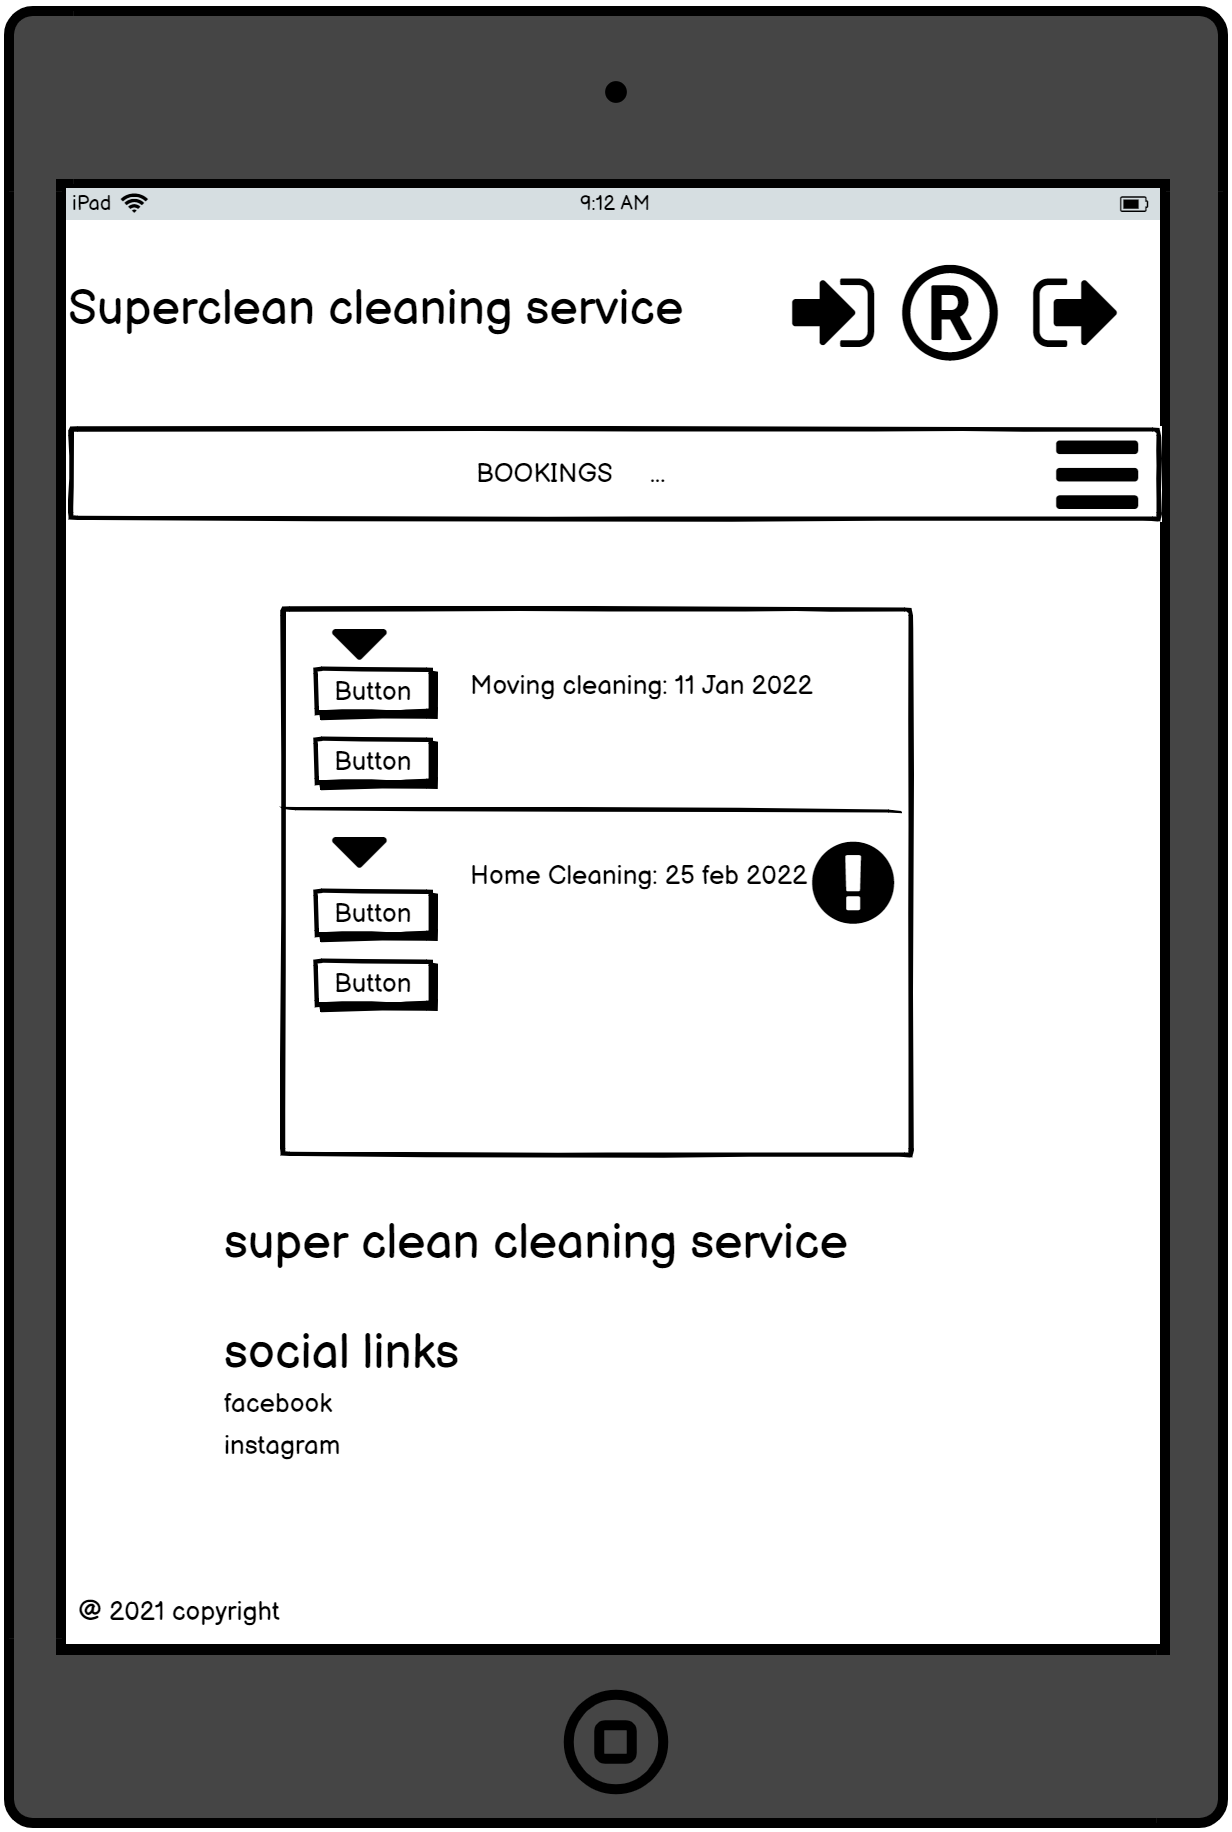 iPad 9:12 AM
Superclean cleaning service R
BOOKINGS ...
Button Moving cleaning: 11 Jan 2022
Button
Home Cleaning: 25 feb 2022 !
Button
Button
super clean cleaning service
social links
facebook
instagram
@ 2021 copyright